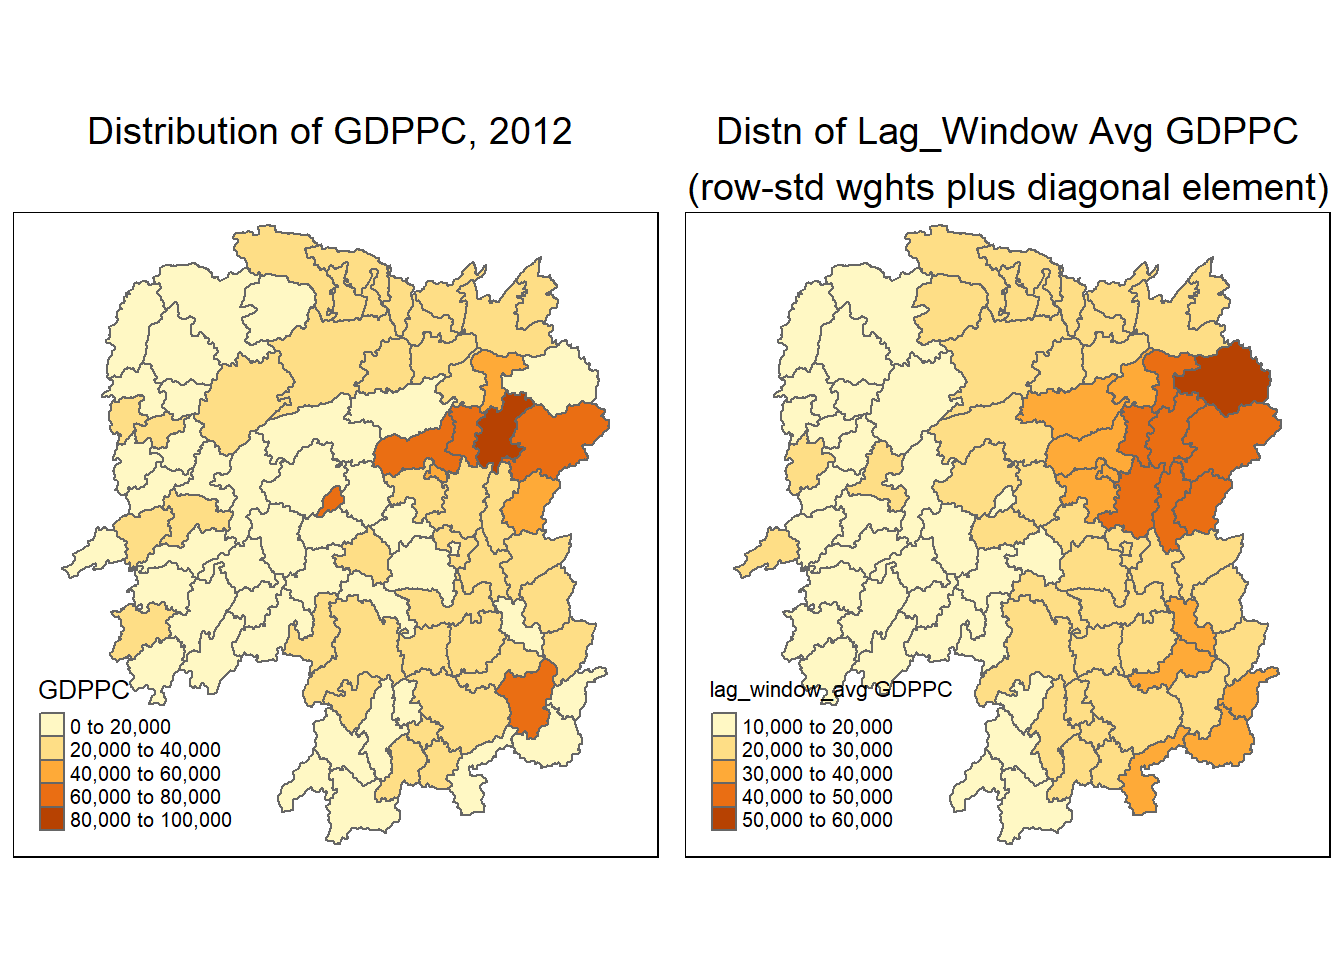 Distribution of GDPPC, 2012
Distn of Lag_Window Avg GDPPC
(row-std wghts plus diagonal element)
GDPPC
0 to 20,000
20,000 to 40,000
40,000 to 60,000
60,000 to 80,000
80,000 to 100,000
lag_window_avg GDPPC
10,000 to 20,000
20,000 to 30,000
30,000 to 40,000
40,000 to 50,000
50,000 to 60,000